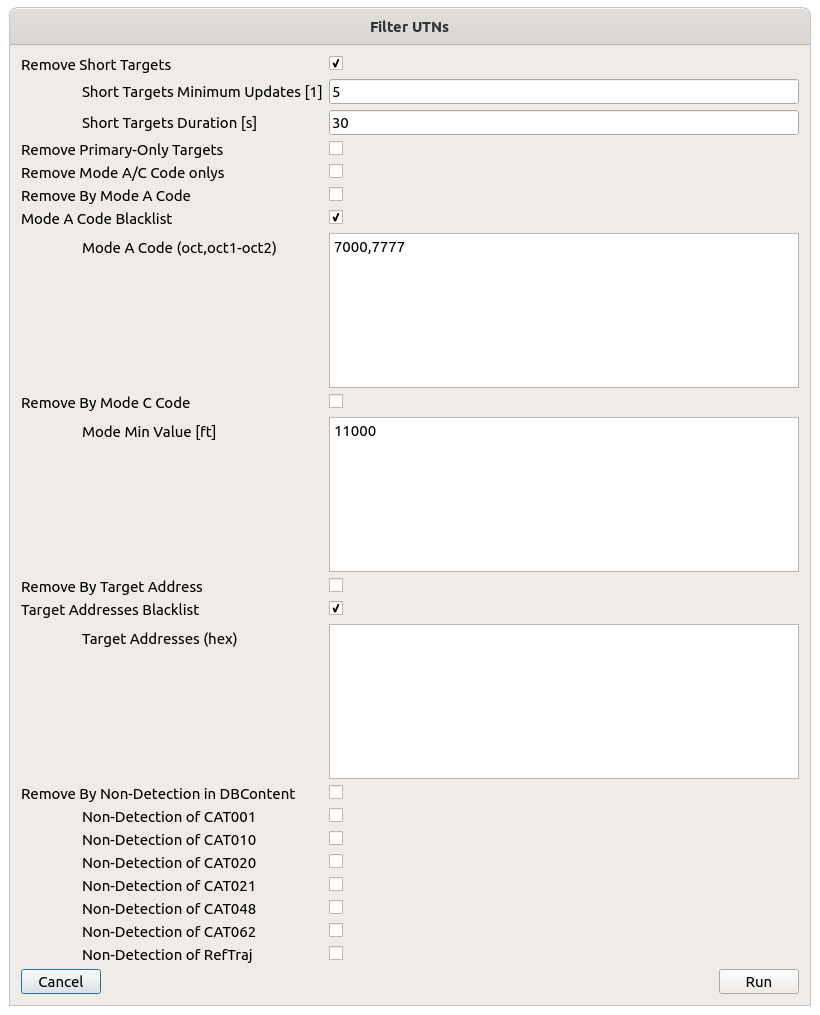 Filter UTNs
Remove Short Targets
Short Targets Minimum Updates [1] 5
Short Targets Duration [s] 30
Remove Primary-Only Targets
Remove Mode A/C Code onlys
Remove By Mode A Code
Mode A Code Blacklist
Mode A Code (oct,oct1-oct2) 7000,7777
Remove By Mode C Code
Mode Min Value [ft] 11000
Remove By Target Address
Target Addresses Blacklist
Target Addresses (hex)
Remove By Non-Detection in DBContent
Non-Detection of CAT001
Non-Detection of CAT010
Non-Detection of CAT020
Non-Detection of CAT021
Non-Detection of CAT048
Non-Detection of CAT062
Non-Detection of RefTraj
Cancel Run